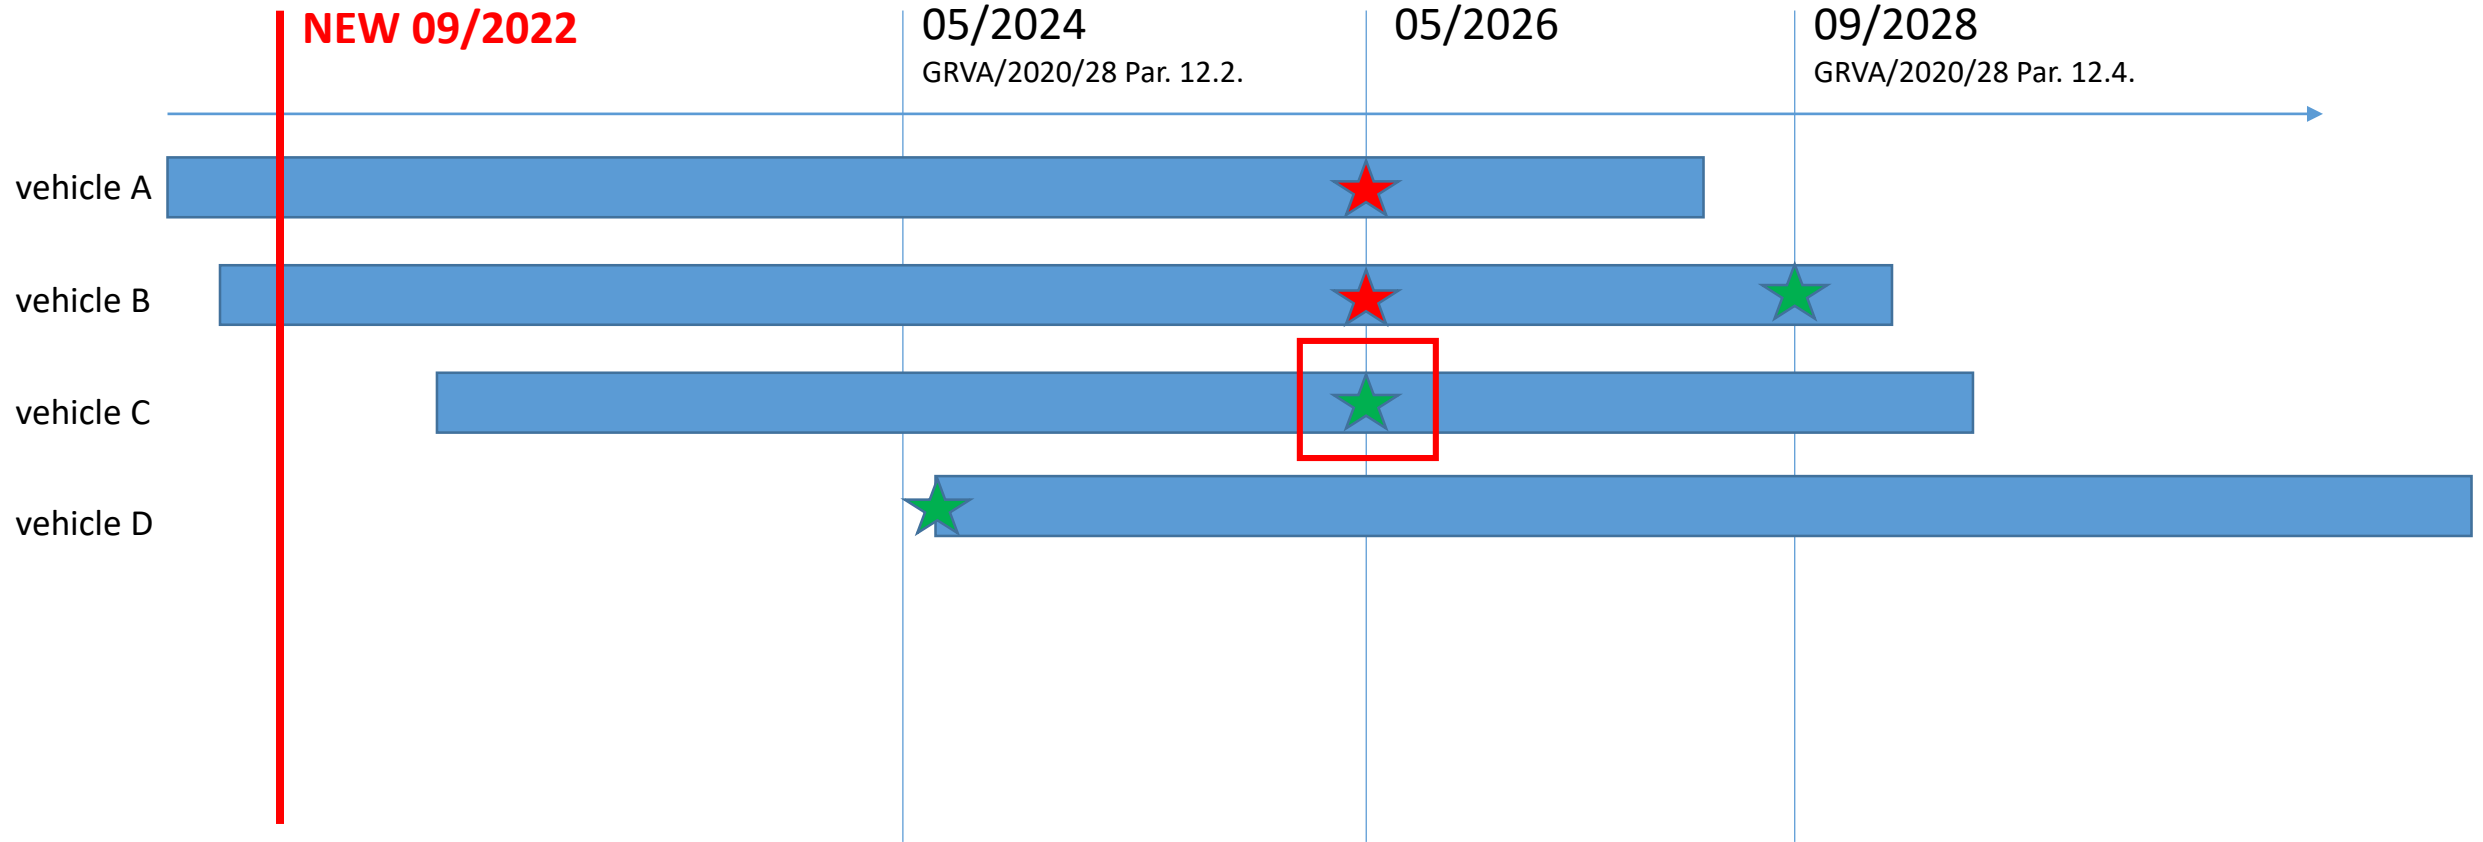 NEW 09/2022
05/2024
GRVA/2020/28 Par. 12.2.
05/2026
09/2028
GRVA/2020/28 Par. 12.4.
vehicle A
vehicle B
vehicle C
vehicle D